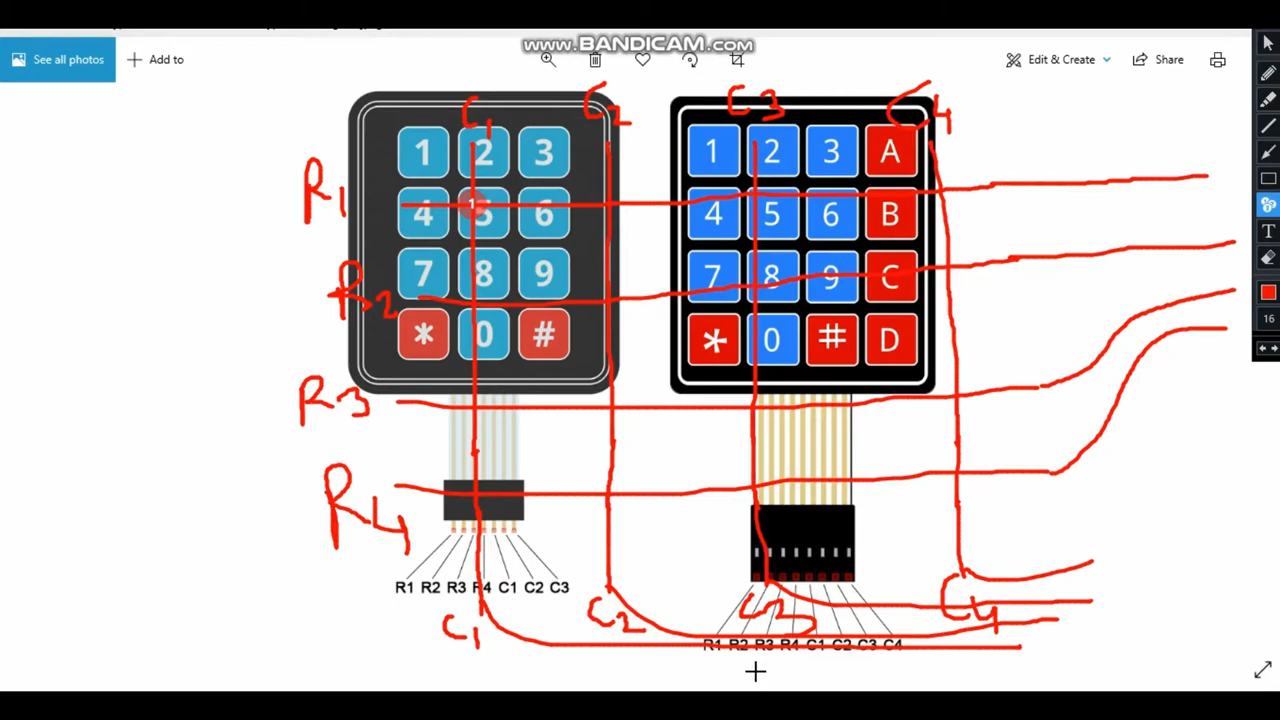 www.BANDICAM.com
See all photos + Add to Edit & Create Share
C1 C2 C3 C4
1 2 3 1 2 3 A
R1
4 5 6 4 5 6 B
7 8 9 7 8 9 C
R2
* 0 # * 0 # D
R3
R4
R1 R2 R3 R4 C1 C2 C3
C1 C2 C3 C4
R1 R2 R3 R4 C1 C2 C3 C4
T
16